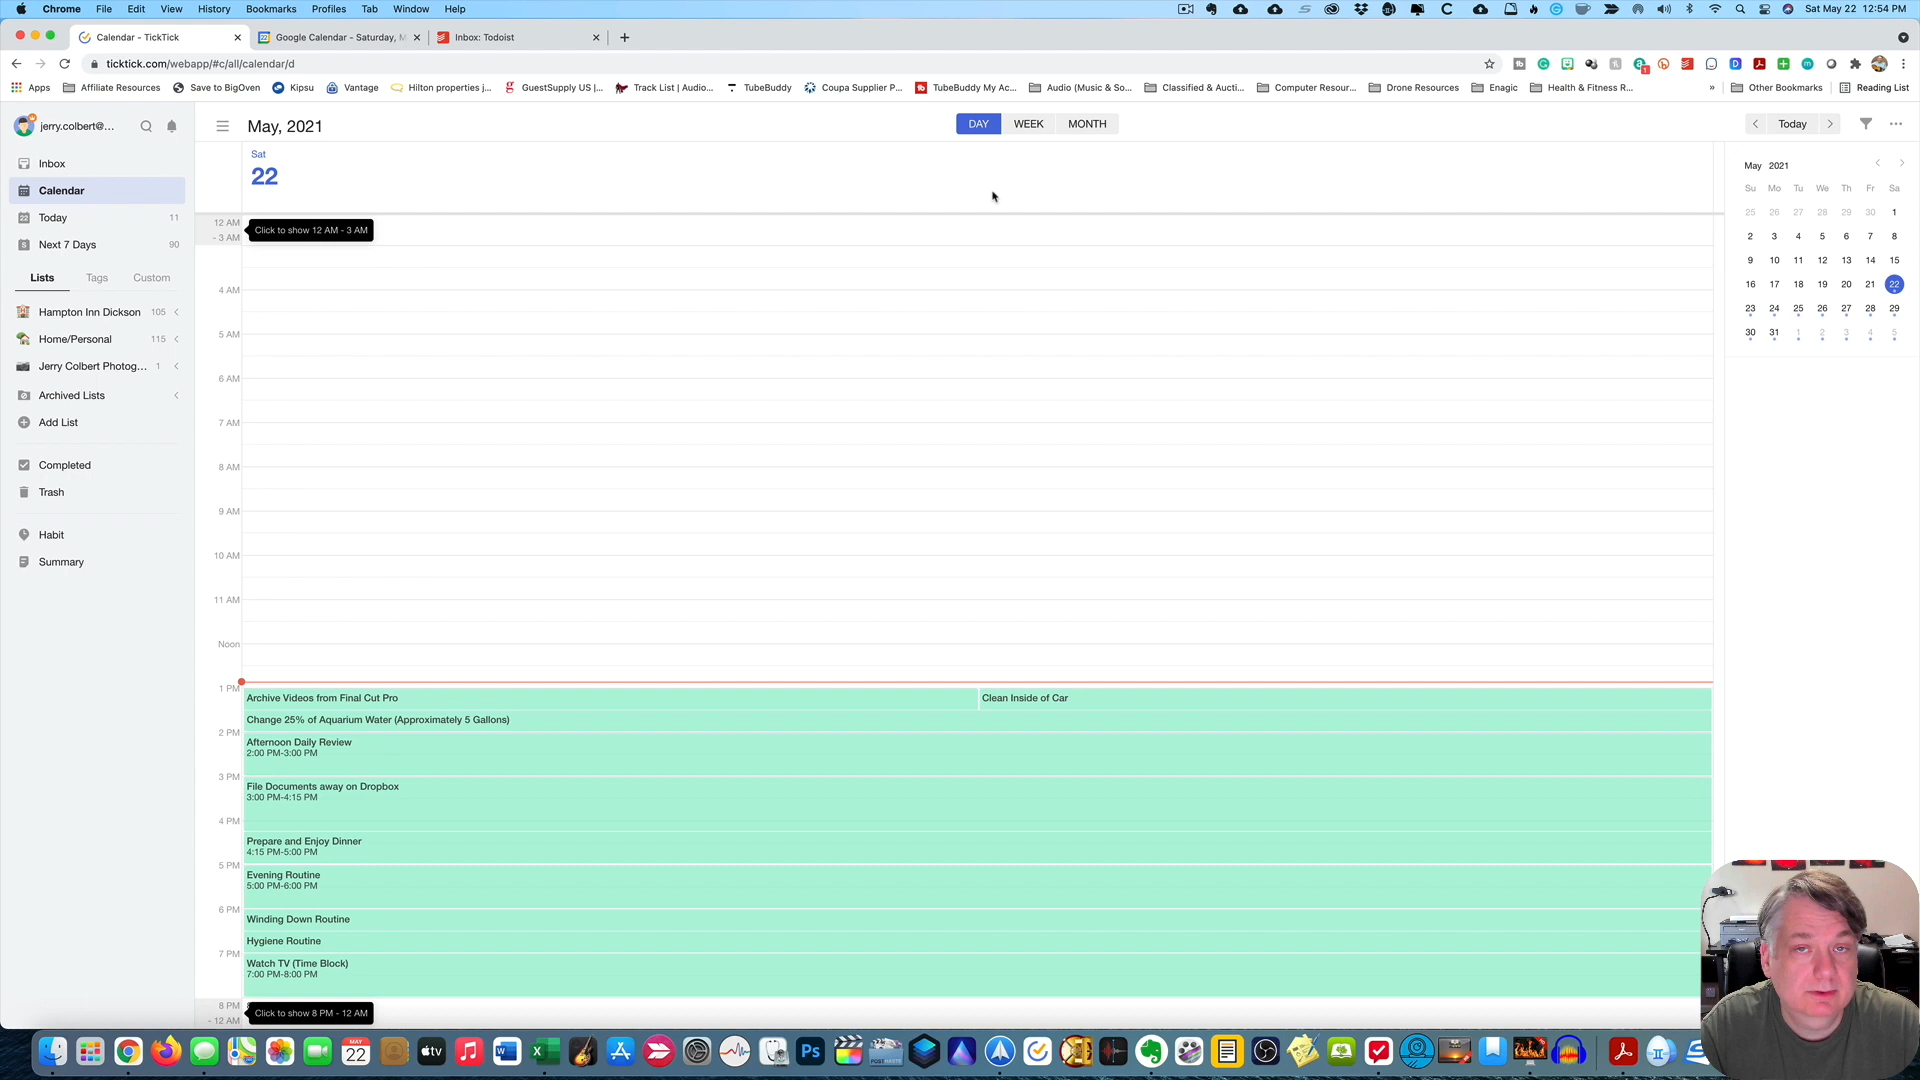 Chrome File Edit View History Bookmarks Profiles Tab Window Help Sat May 22 12:54 PM
Calendar - TickTick Google Calendar - Saturday, M Inbox: Todoist
ticktick.com/webapp/#c/all/calendar/d
Apps Affiliate Resources Save to BigOven Kipsu Vantage Hilton properties j... GuestSupply US |... Track List | Audio... TubeBuddy Coupa Supplier P... TubeBuddy My Ac... Audio (Music & So... Classified & Aucti... Computer Resour... Drone Resources Enagic Health & Fitness R... » Other Bookmarks Reading List
jerry.colbert@...
Inbox
Calendar
Today 11
Next 7 Days 90
Lists Tags Custom
Hampton Inn Dickson 105
Home/Personal 115
Jerry Colbert Photog... 1
Archived Lists
Add List
Completed
Trash
Habit
Summary
May, 2021
DAY WEEK MONTH
Today
Sat
22
12 AM
- 3 AM
Click to show 12 AM - 3 AM
4 AM
5 AM
6 AM
7 AM
8 AM
9 AM
10 AM
11 AM
Noon
1 PM
Archive Videos from Final Cut Pro Clean Inside of Car
Change 25% of Aquarium Water (Approximately 5 Gallons)
2 PM
Afternoon Daily Review
2:00 PM-3:00 PM
3 PM
File Documents away on Dropbox
3:00 PM-4:15 PM
4 PM
Prepare and Enjoy Dinner
4:15 PM-5:00 PM
5 PM
Evening Routine
5:00 PM-6:00 PM
6 PM
Winding Down Routine
Hygiene Routine
7 PM
Watch TV (Time Block)
7:00 PM-8:00 PM
8 PM
- 12 AM
Click to show 8 PM - 12 AM
May 2021
Su Mo Tu We Th Fr Sa
25 26 27 28 29 30 1
2 3 4 5 6 7 8
9 10 11 12 13 14 15
16 17 18 19 20 21 22
23 24 25 26 27 28 29
30 31 1 2 3 4 5
MAY
22
tv
Ps